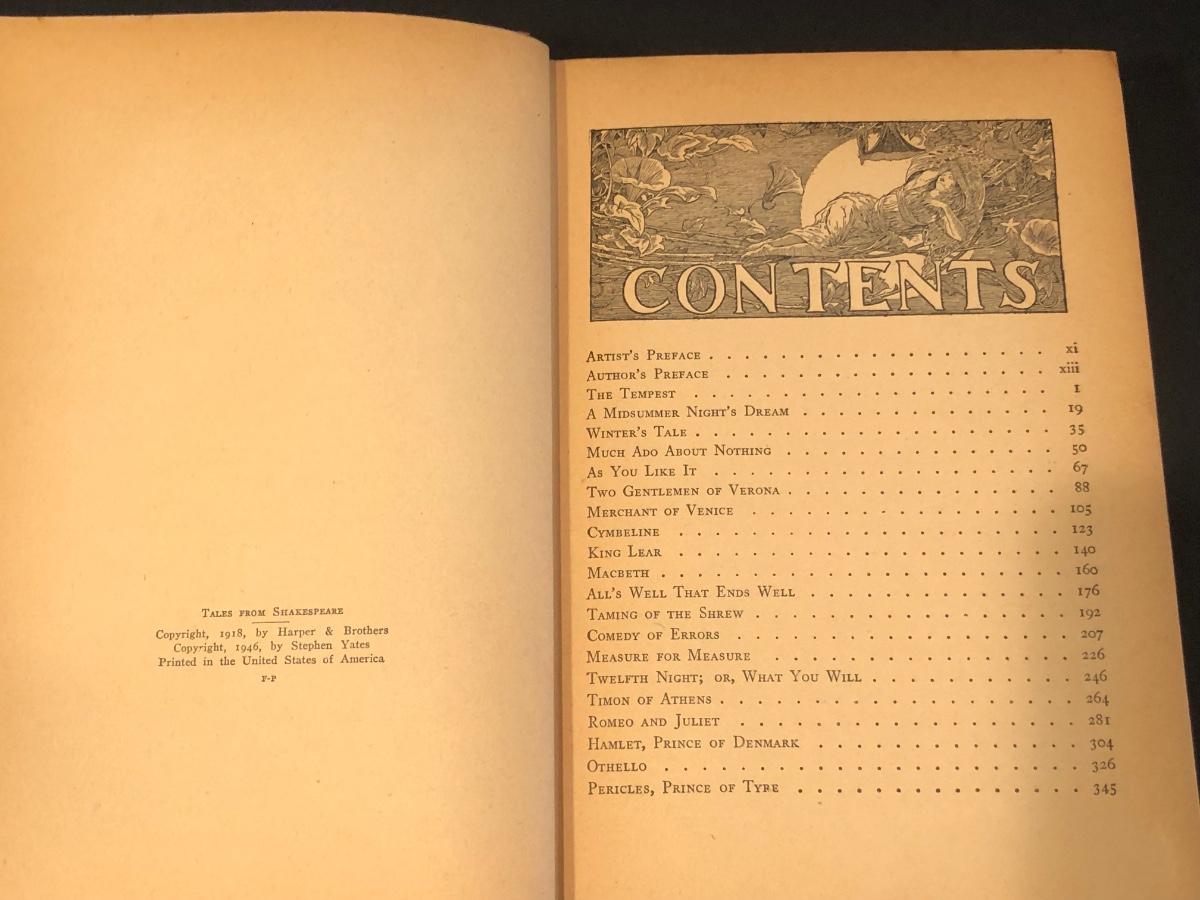 Tales from Shakespeare
Copyright, 1918, by Harper & Brothers
Copyright, 1946, by Stephen Yates
Printed in the United States of America
F-P
CONTENTS
Artist's Preface . . . . . . . . . . . . . . . . . . xi
Author's Preface . . . . . . . . . . . . . . . . . . xiii
The Tempest . . . . . . . . . . . . . . . . . . 1
A Midsummer Night's Dream . . . . . . . . . . . . . 19
Winter's Tale . . . . . . . . . . . . . . . . . . 35
Much Ado About Nothing . . . . . . . . . . . . . . 50
As You Like It . . . . . . . . . . . . . . . . . . 67
Two Gentlemen of Verona . . . . . . . . . . . . . . 88
Merchant of Venice . . . . . . . . . . . . . . . . 105
Cymbeline . . . . . . . . . . . . . . . . . . . . 123
King Lear . . . . . . . . . . . . . . . . . . . . 140
Macbeth . . . . . . . . . . . . . . . . . . . . 160
All's Well That Ends Well . . . . . . . . . . . . . 176
Taming of the Shrew . . . . . . . . . . . . . . . . 192
Comedy of Errors . . . . . . . . . . . . . . . . . 207
Measure for Measure . . . . . . . . . . . . . . . 226
Twelfth Night; or, What You Will . . . . . . . . . . 246
Timon of Athens . . . . . . . . . . . . . . . . . 264
Romeo and Juliet . . . . . . . . . . . . . . . . . 281
Hamlet, Prince of Denmark . . . . . . . . . . . . . 304
Othello . . . . . . . . . . . . . . . . . . . . 326
Pericles, Prince of Tyre . . . . . . . . . . . . . . 345